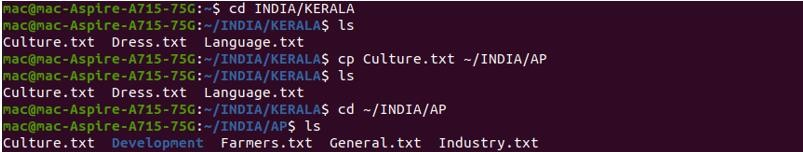 mac@mac-Aspire-A715-75G:~$ cd INDIA/KERALA
mac@mac-Aspire-A715-75G:~/INDIA/KERALA$ ls
Culture.txt  Dress.txt  Language.txt
mac@mac-Aspire-A715-75G:~/INDIA/KERALA$ cp Culture.txt ~/INDIA/AP
mac@mac-Aspire-A715-75G:~/INDIA/KERALA$ ls
Culture.txt  Dress.txt  Language.txt
mac@mac-Aspire-A715-75G:~/INDIA/KERALA$ cd ~/INDIA/AP
mac@mac-Aspire-A715-75G:~/INDIA/AP$ ls
Culture.txt  Development  Farmers.txt  General.txt  Industry.txt